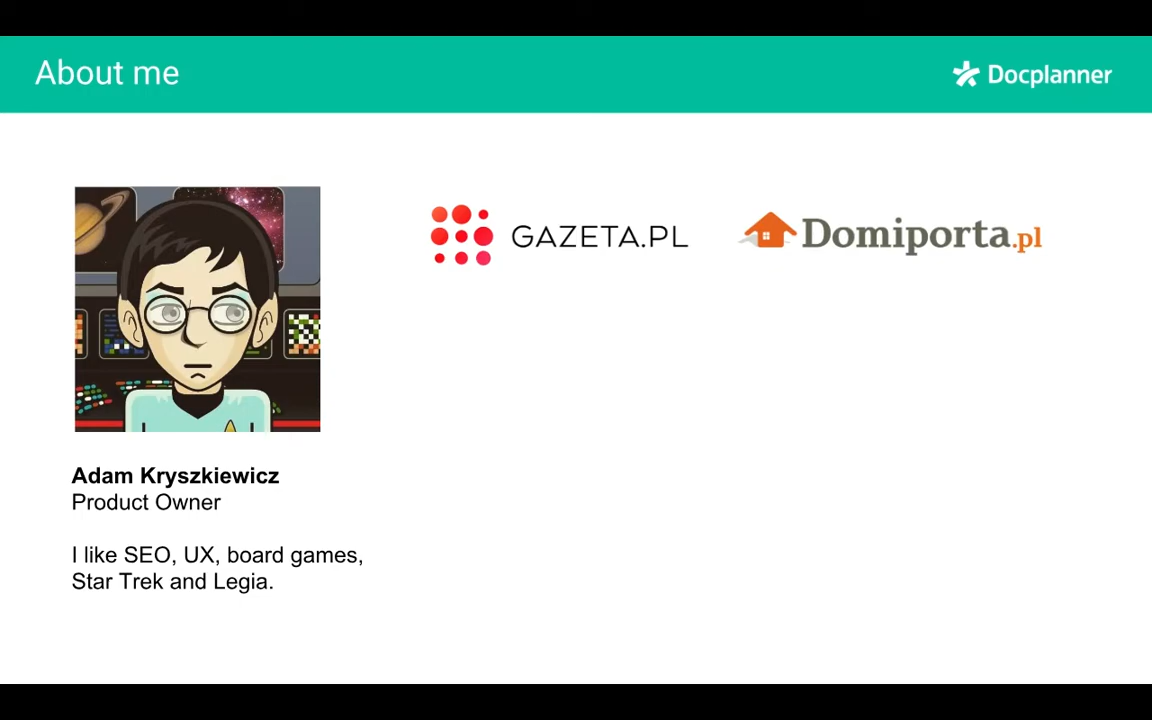 About me
Docplanner
GAZETA.PL
Domiporta.pl
Adam Kryszkiewicz
Product Owner
I like SEO, UX, board games,
Star Trek and Legia.